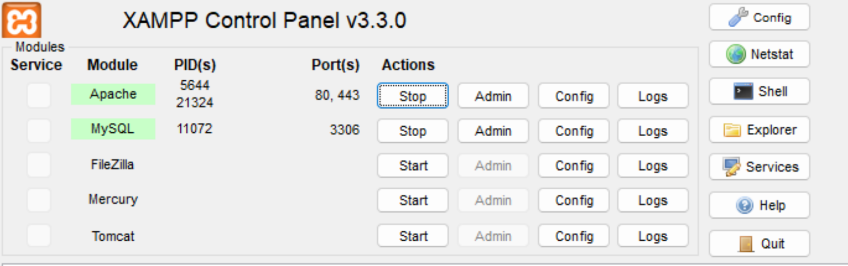 XAMPP Control Panel v3.3.0
Config
Modules
Service Module PID(s) Port(s) Actions
Netstat
Apache 5644 21324 80, 443 Stop Admin Config Logs
Shell
MySQL 11072 3306 Stop Admin Config Logs
Explorer
FileZilla Start Admin Config Logs
Services
Mercury Start Admin Config Logs
Help
Tomcat Start Admin Config Logs
Quit